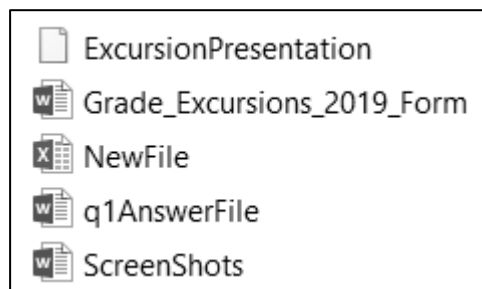 ExcursionPresentation
Grade_Excursions_2019_Form
NewFile
q1AnswerFile
ScreenShots